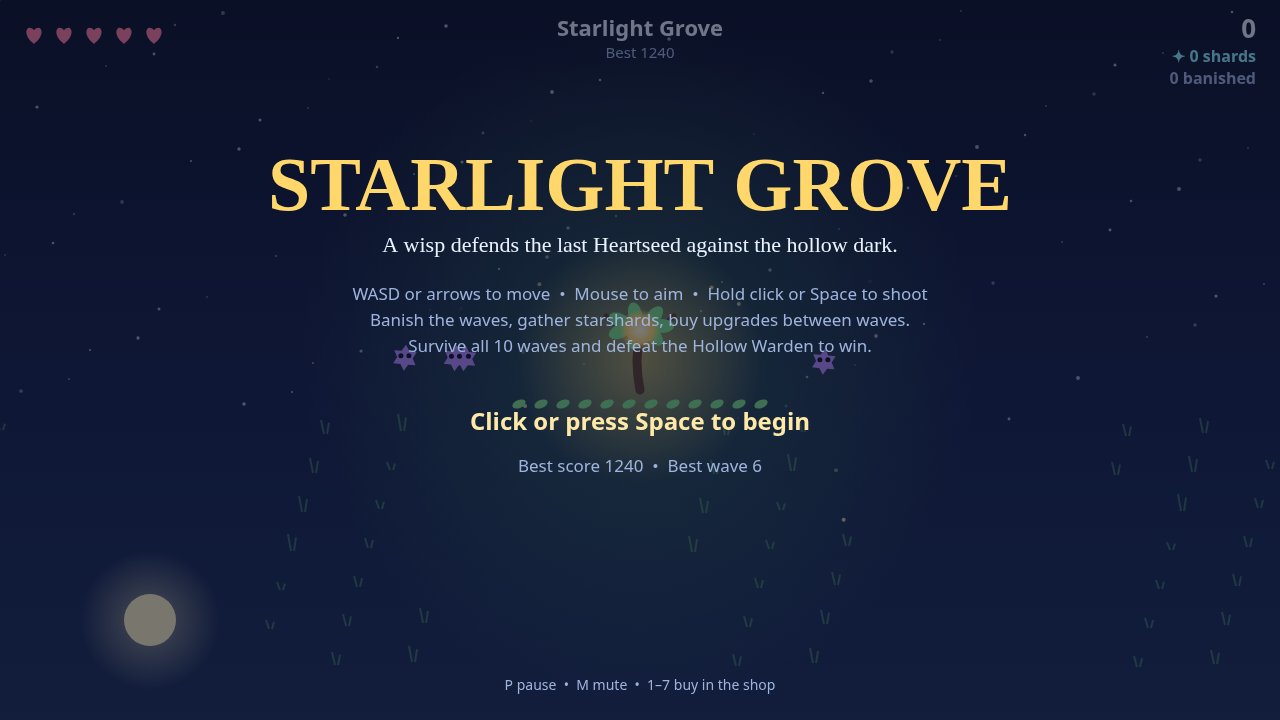 Starlight Grove
Best 1240
0
✦ 0 shards
0 banished
STARLIGHT GROVE
A wisp defends the last Heartseed against the hollow dark.
WASD or arrows to move • Mouse to aim • Hold click or Space to shoot
Banish the waves, gather starshards, buy upgrades between waves.
Survive all 10 waves and defeat the Hollow Warden to win.
Click or press Space to begin
Best score 1240 • Best wave 6
P pause • M mute • 1–7 buy in the shop